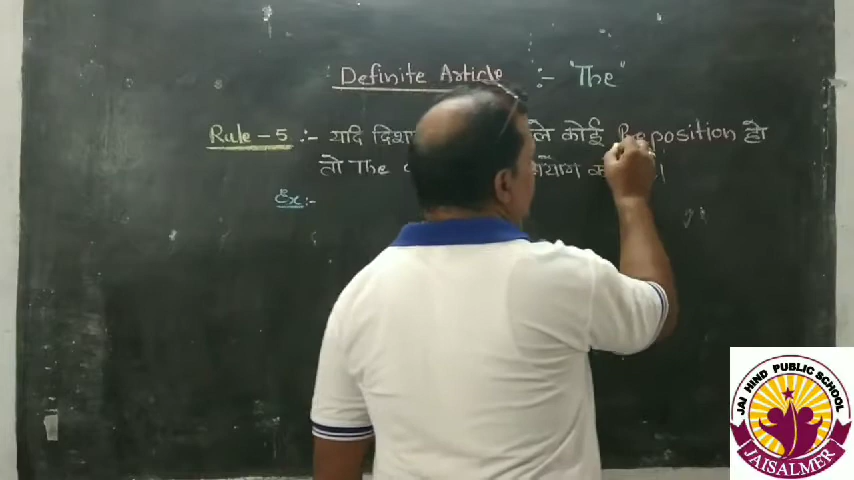 Definite Article :- "The"
Rule - 5 :- यदि कोई Preposition हो
तो The
Ex:-
JAI HIND PUBLIC SCHOOL
JAISALMER